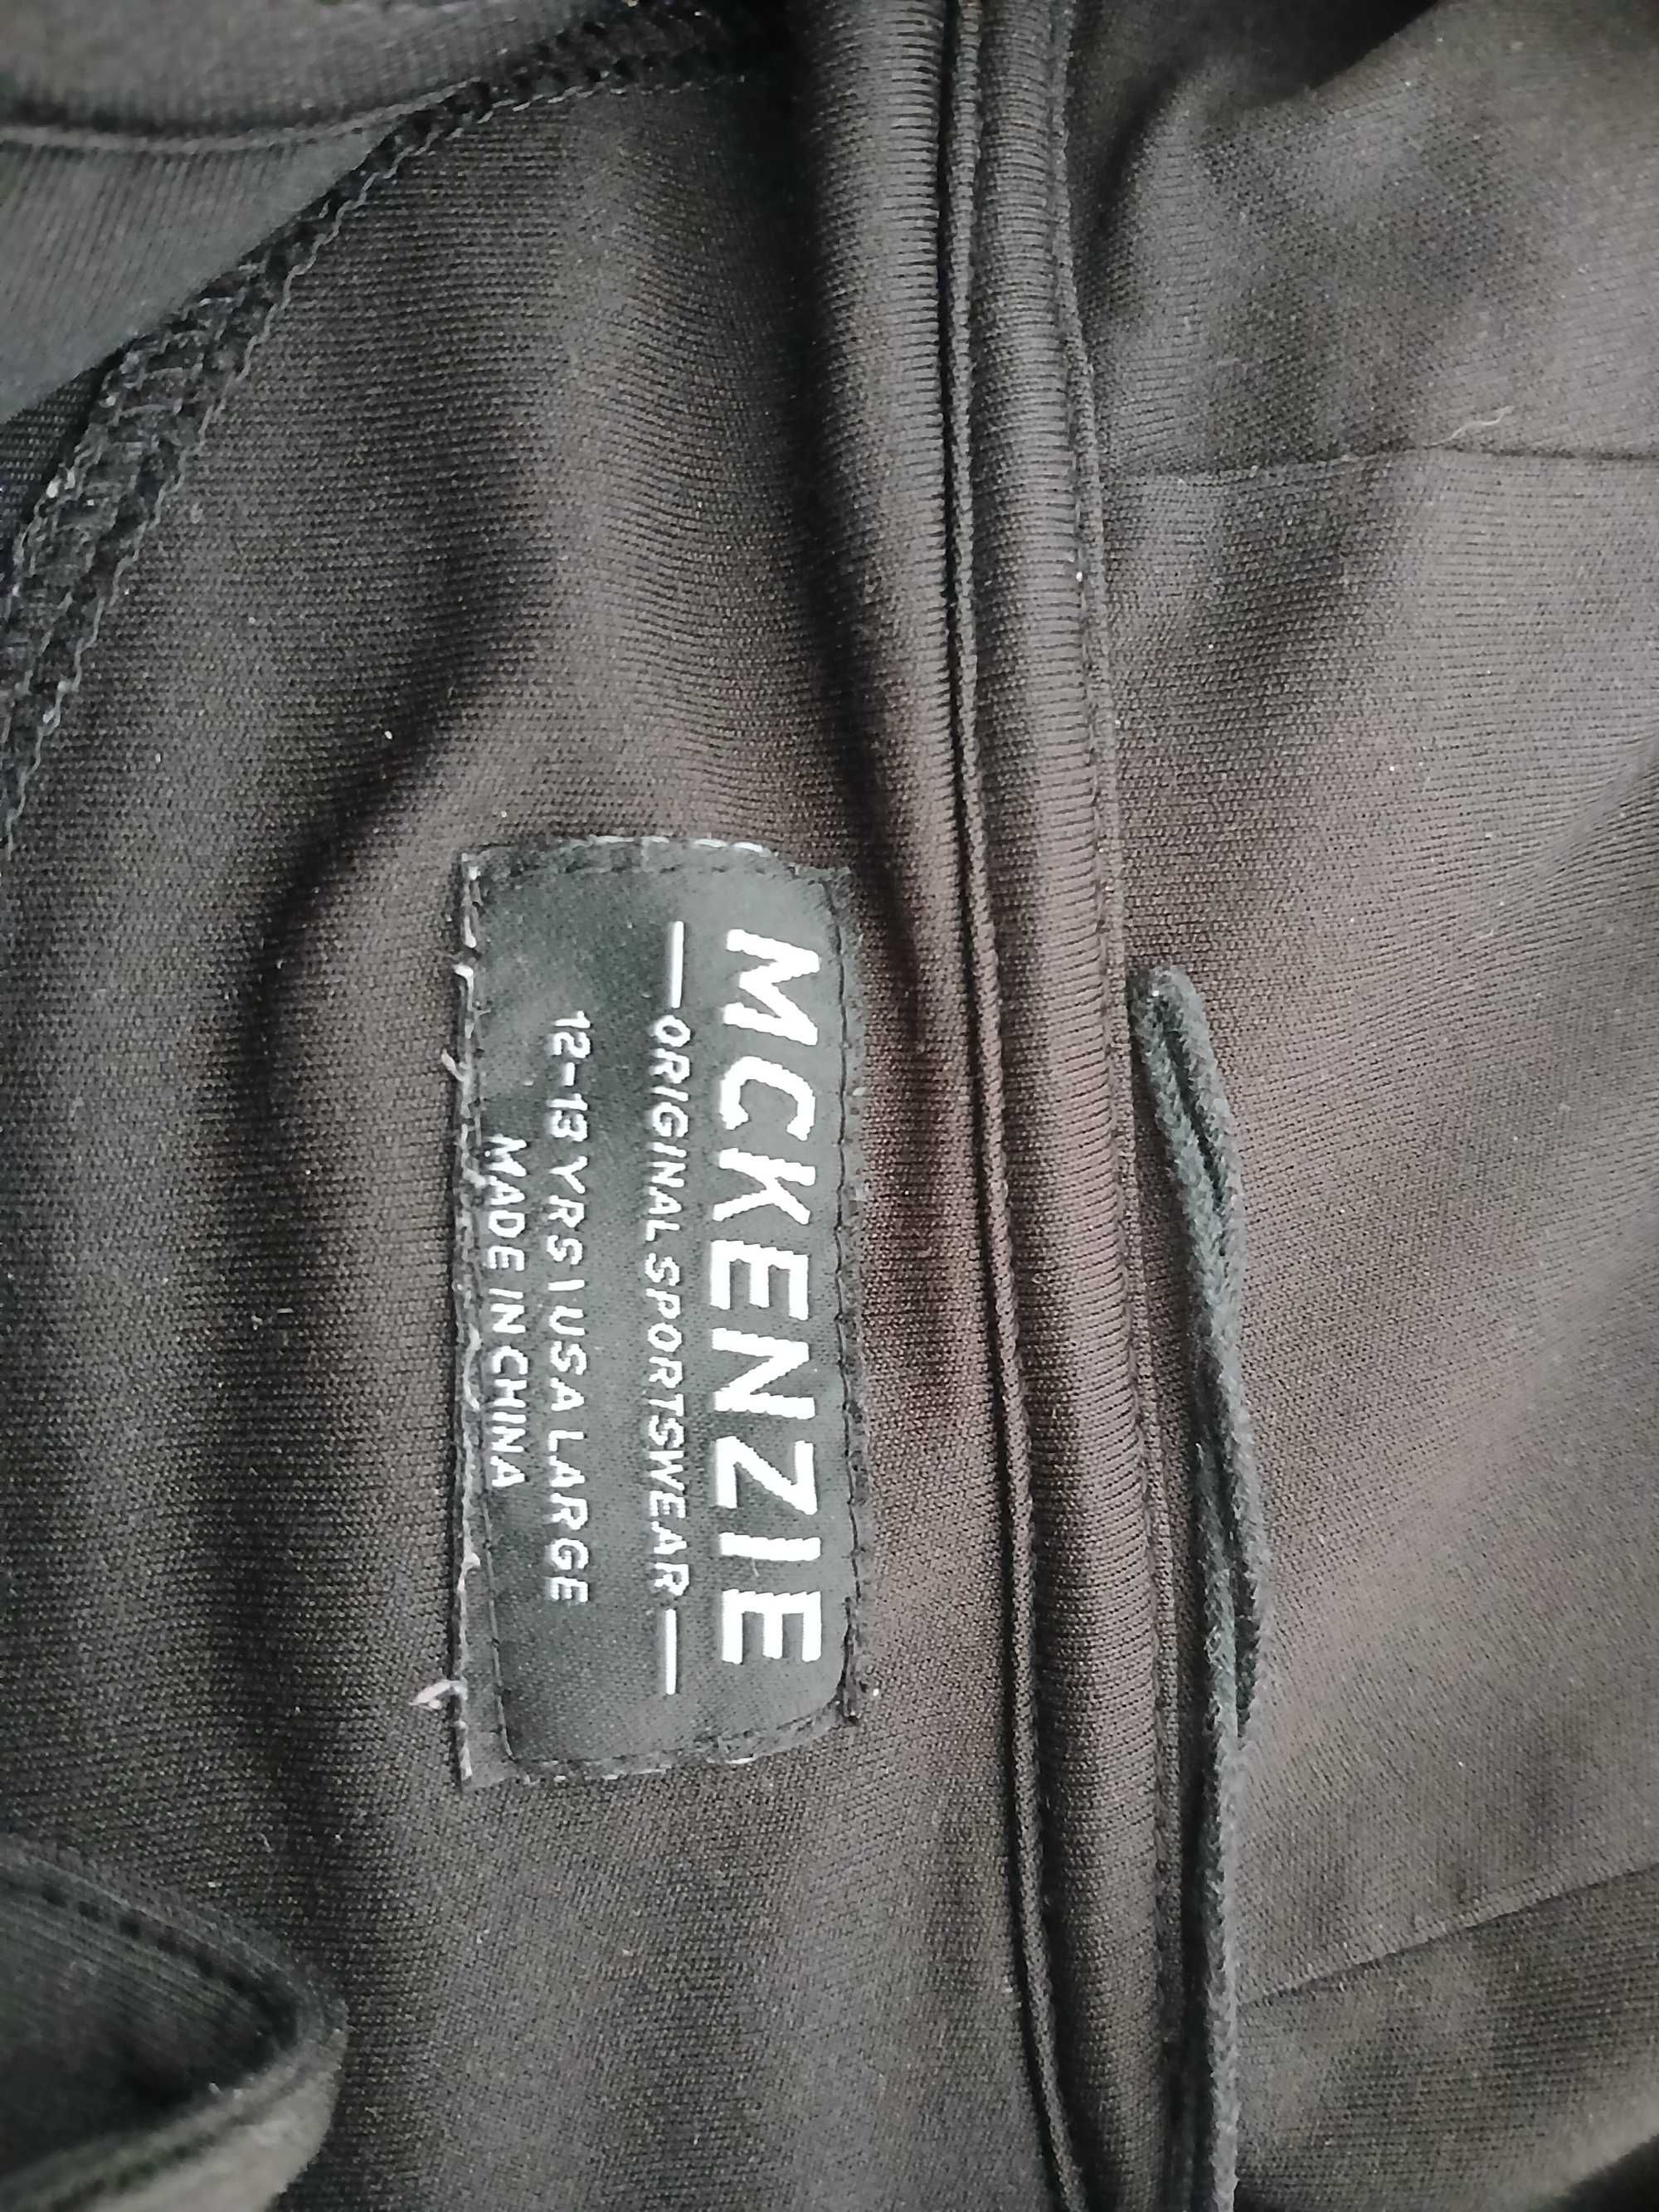 MCKENZIE
—ORIGINAL SPORTSWEAR—
12-13 YRS | USA LARGE
MADE IN CHINA